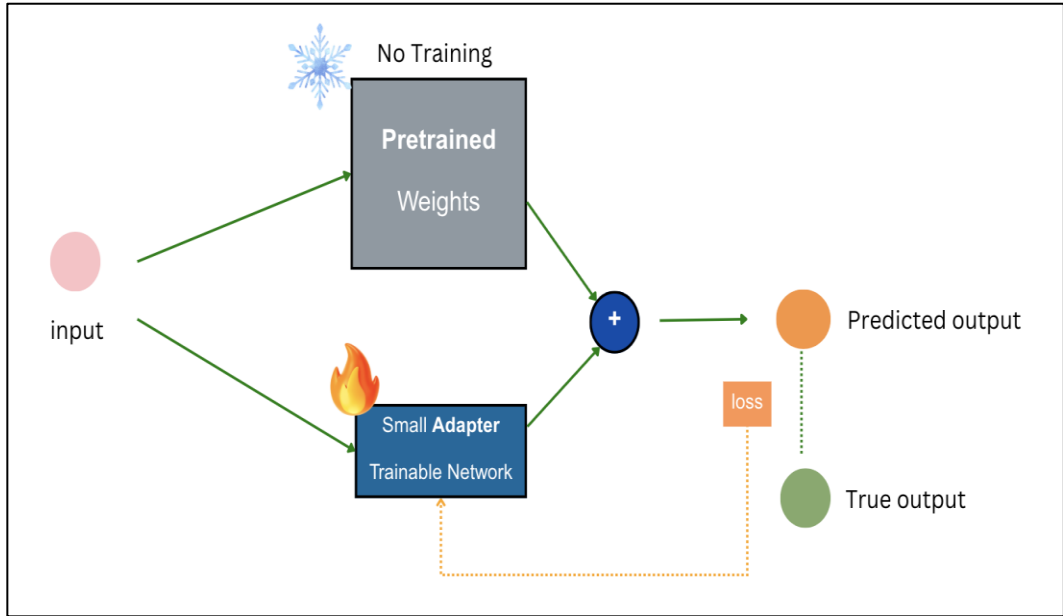 No Training
Pretrained
Weights
input
+
Predicted output
Small Adapter
Trainable Network
loss
True output